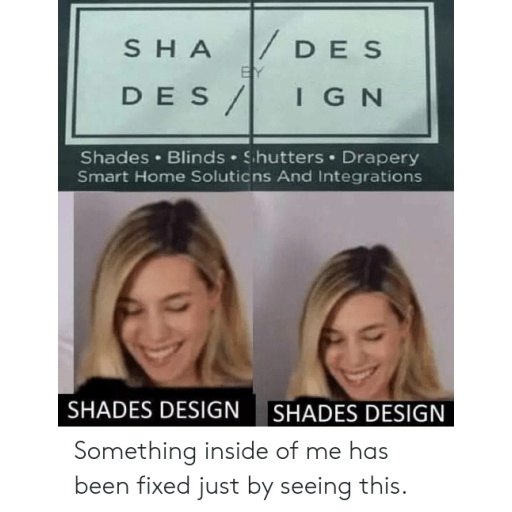 SHA / DES
BY
DES / IGN
Shades • Blinds • Shutters • Drapery
Smart Home Solutions And Integrations
SHADES DESIGN
SHADES DESIGN
Something inside of me has
been fixed just by seeing this.